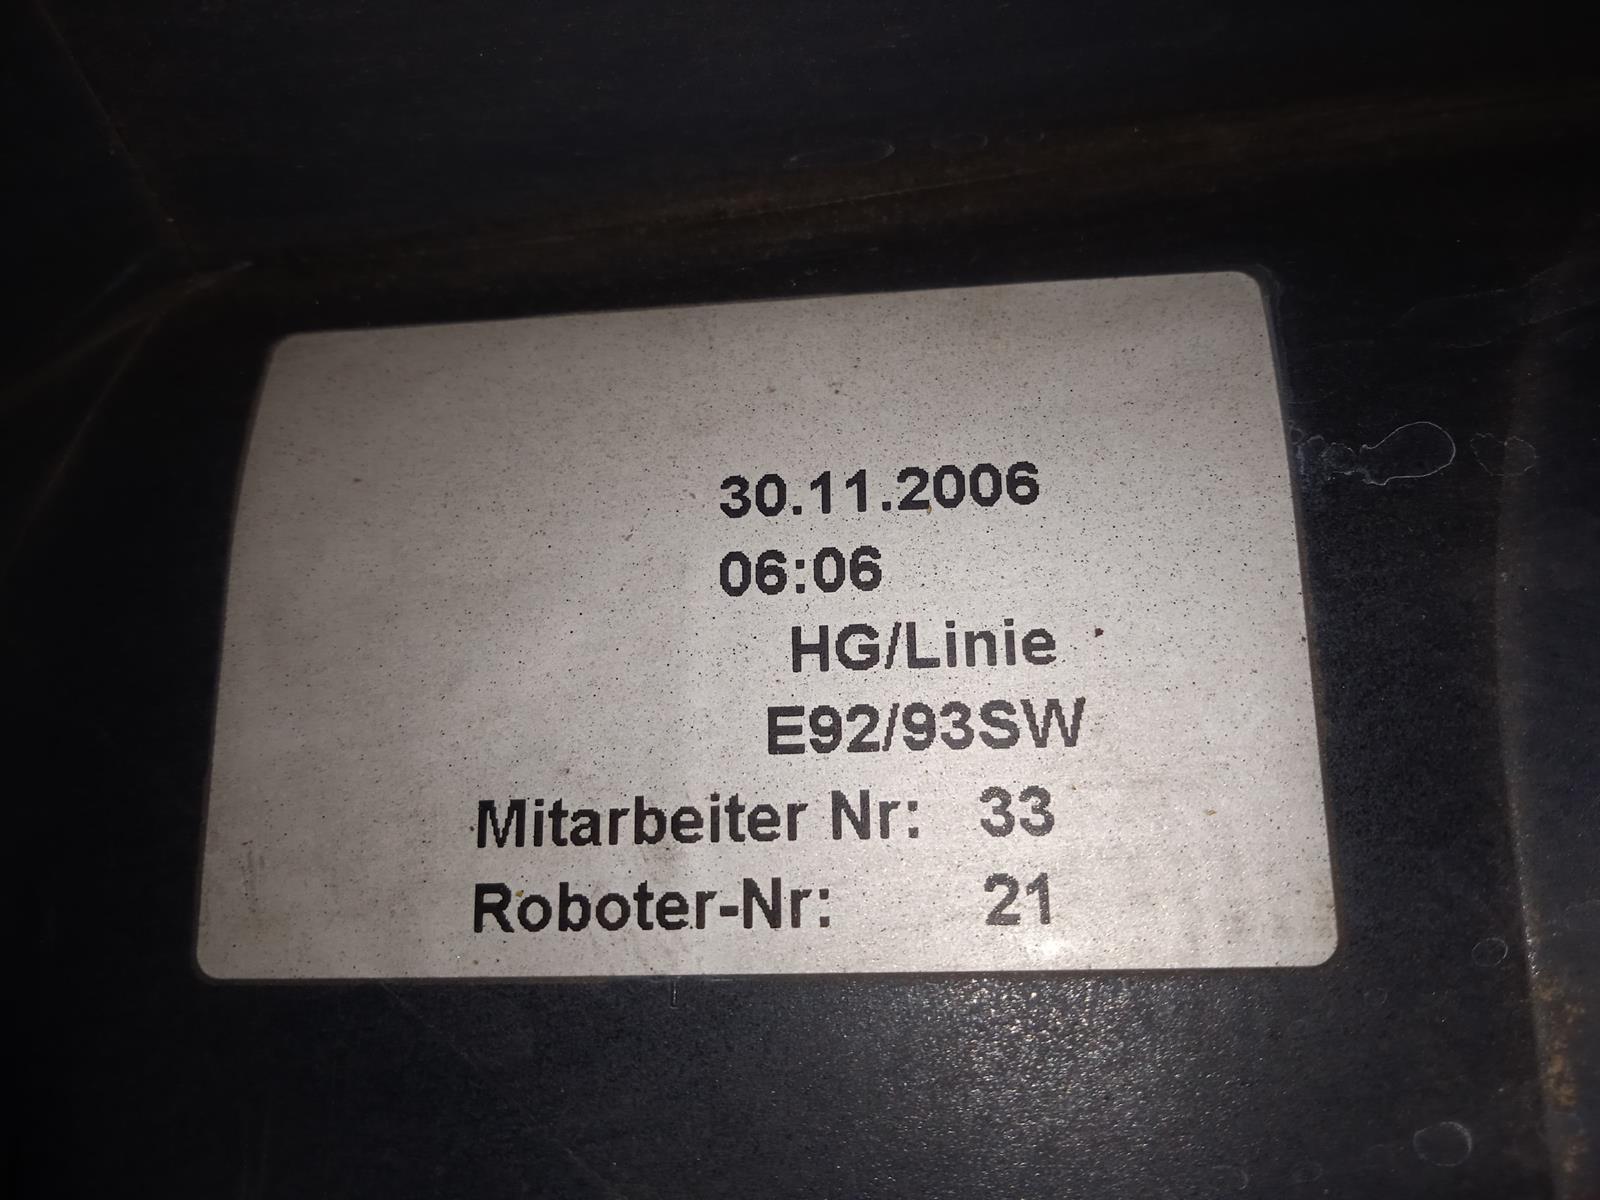 30.11.2006
06:06
HG/Linie
E92/93SW
Mitarbeiter Nr: 33
Roboter-Nr: 21